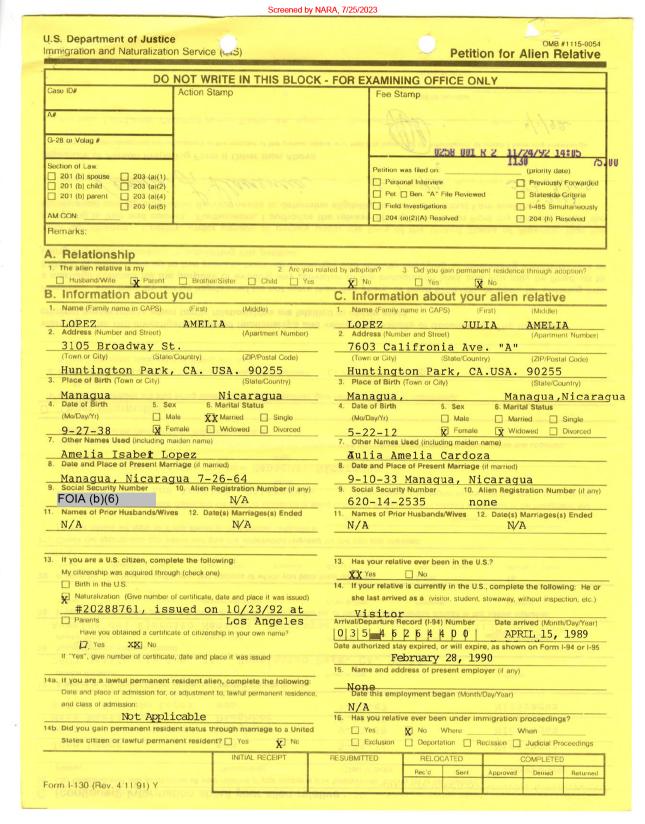 Screened by NARA, 7/25/2023
U.S. Department of Justice
Immigration and Naturalization Service (INS)
OMB #1115-0054
Petition for Alien Relative
DO NOT WRITE IN THIS BLOCK - FOR EXAMINING OFFICE ONLY
Case ID#
Action Stamp
Fee Stamp
A#
G-28 or Volag #
0258 001 R 2 11/24/92 14:05
1130 75.00
Section of Law:
201 (b) spouse 203 (a)(1)
201 (b) child 203 (a)(2)
201 (b) parent 203 (a)(4)
203 (a)(5)
AM CON:
Petition was filed on: (priority date)
Personal Interview Previously Forwarded
Pet. Ben. "A" File Reviewed Stateside Criteria
Field Investigations I-485 Simultaneously
204 (a)(2)(A) Resolved 204 (h) Resolved
Remarks:
A. Relationship
1. The alien relative is my
2. Are you related by adoption?
3 Did you gain permanent residence through adoption?
Husband/Wife X Parent Brother/Sister Child Yes X No Yes X No
B. Information about you
1. Name (Family name in CAPS) (First) (Middle)
LOPEZ AMELIA
2. Address (Number and Street) (Apartment Number)
3105 Broadway St.
(Town or City) (State/Country) (ZIP/Postal Code)
Huntington Park, CA. USA. 90255
3. Place of Birth (Town or City) (State/Country)
Managua Nicaragua
4. Date of Birth 5. Sex 6. Marital Status
(Mo/Day/Yr) Male XX Married Single
9-27-38 X Female Widowed Divorced
7. Other Names Used (including maiden name)
Amelia Isabel Lopez
8. Date and Place of Present Marriage (if married)
Managua, Nicaragua 7-26-64
9. Social Security Number 10. Alien Registration Number (if any)
FOIA (b)(6) N/A
11. Names of Prior Husbands/Wives 12. Date(s) Marriages(s) Ended
N/A N/A
13. If you are a U.S. citizen, complete the following:
My citizenship was acquired through (check one)
Birth in the U.S.
X Naturalization (Give number of certificate, date and place it was issued)
#20288761, issued on 10/23/92 at
Parents Los Angeles
Have you obtained a certificate of citizenship in your own name?
Yes XX No
If "Yes", give number of certificate, date and place it was issued
14a. If you are a lawful permanent resident alien, complete the following:
Date and place of admission for, or adjustment to, lawful permanent residence,
and class of admission:
Not Applicable
14b. Did you gain permanent resident status through marriage to a United
States citizen or lawful permanent resident? Yes X No
C. Information about your alien relative
1. Name (Family name in CAPS) (First) (Middle)
LOPEZ JULIA AMELIA
2. Address (Number and Street) (Apartment Number)
7603 Califronia Ave. "A"
(Town or City) (State/Country) (ZIP/Postal Code)
Huntington Park, CA.USA. 90255
3. Place of Birth (Town or City) (State/Country)
Managua, Managua,Nicaragua
4. Date of Birth 5. Sex 6. Marital Status
(Mo/Day/Yr) Male Married Single
5-22-12 X Female X Widowed Divorced
7. Other Names Used (including maiden name)
Julia Amelia Cardoza
8. Date and Place of Present Marriage (if married)
9-10-33 Managua, Nicaragua
9. Social Security Number 10. Alien Registration Number (if any)
620-14-2535 none
11. Names of Prior Husbands/Wives 12. Date(s) Marriages(s) Ended
N/A N/A
13. Has your relative ever been in the U.S.?
XX Yes No
14. If your relative is currently in the U.S., complete the following: He or
she last arrived as a (visitor, student, stowaway, without inspection, etc.)
Visitor
Arrival/Departure Record (I-94) Number Date arrived (Month/Day/Year)
035 46264400 APRIL 15, 1989
Date authorized stay expired, or will expire, as shown on Form I-94 or I-95
February 28, 1990
15. Name and address of present employer (if any)
None
Date this employment began (Month/Day/Year)
N/A
16. Has your relative ever been under immigration proceedings?
Yes X No Where When
Exclusion Deportation Recission Judicial Proceedings
INITIAL RECEIPT RESUBMITTED RELOCATED COMPLETED
Rec'd Sent Approved Denied Returned
Form I-130 (Rev. 4/11/91) Y